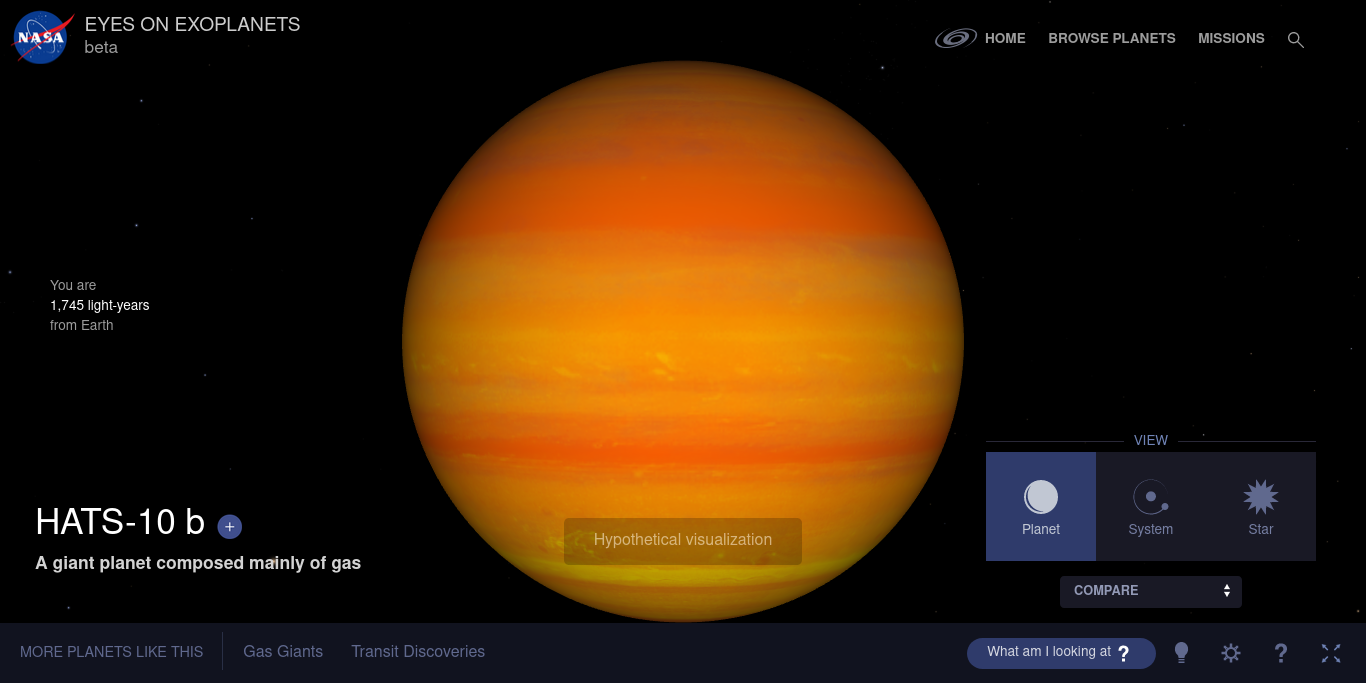 NASA
EYES ON EXOPLANETS
beta
HOME
BROWSE PLANETS
MISSIONS
You are
1,745 light-years
from Earth
HATS-10 b +
A giant planet composed mainly of gas
Hypothetical visualization
VIEW
Planet
System
Star
COMPARE
MORE PLANETS LIKE THIS
Gas Giants
Transit Discoveries
What am I looking at ?
?